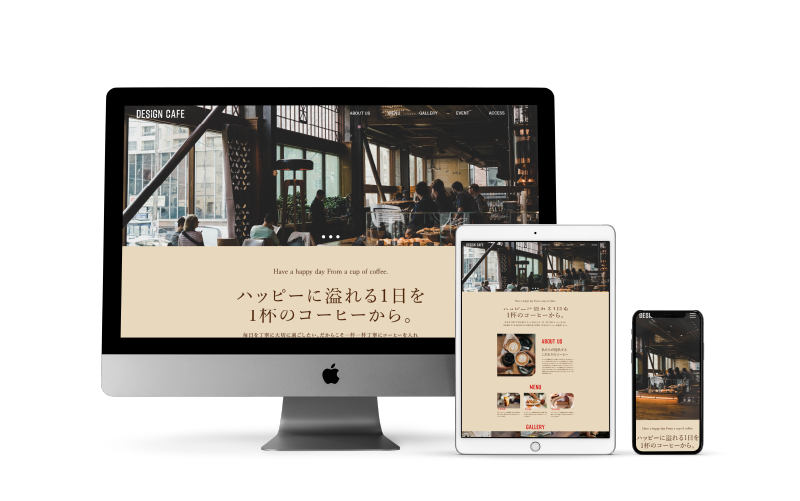 DESIGN CAFE
ABOUT US
MENU
GALLERY
EVENT
ACCESS
Have a happy day From a cup of coffee.
ハッピーに溢れる1日を
1杯のコーヒーから。
毎日を丁寧に大切に過ごしたい。だからこそ一杯一杯丁寧にコーヒーを入れ
DESIGN CAFE
ハッピーに溢れる1日を
1杯のコーヒーから。
ABOUT US
MENU
GALLERY
DESI
Have a happy day From a cup of coffee.
ハッピーに溢れる1日を
1杯のコーヒーから。